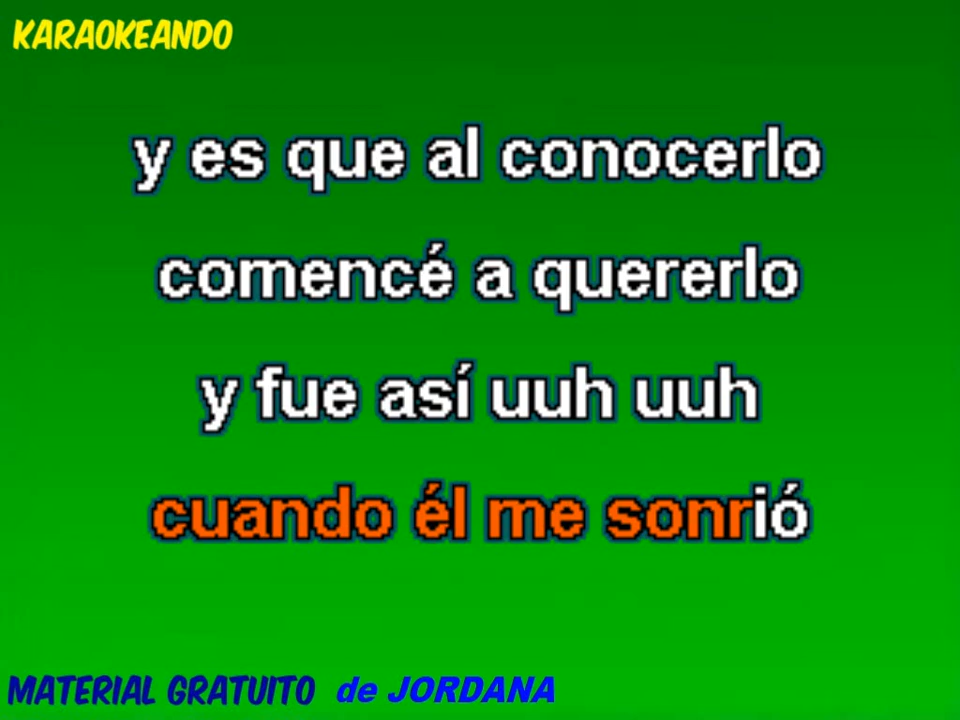 KARAOKEANDO
y es que al conocerlo
comencé a quererlo
y fue así uuh uuh
cuando él me sonrió
MATERIAL GRATUITO de JORDANA